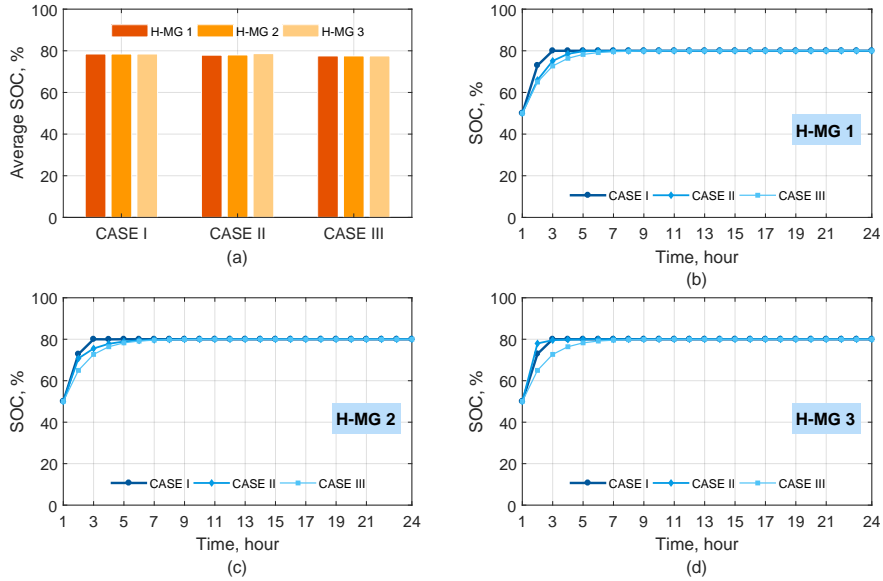 100
80
60
40
20
0
Average SOC, %
H-MG 1 H-MG 2 H-MG 3
CASE I CASE II CASE III
(a)
100
80
60
40
20
0
SOC, %
H-MG 1
CASE I CASE II CASE III
1 3 5 7 9 11 13 15 17 19 21 24
Time, hour
(b)
100
80
60
40
20
0
SOC, %
H-MG 2
CASE I CASE II CASE III
1 3 5 7 9 11 13 15 17 19 21 24
Time, hour
(c)
100
80
60
40
20
0
SOC, %
H-MG 3
CASE I CASE II CASE III
1 3 5 7 9 11 13 15 17 19 21 24
Time, hour
(d)